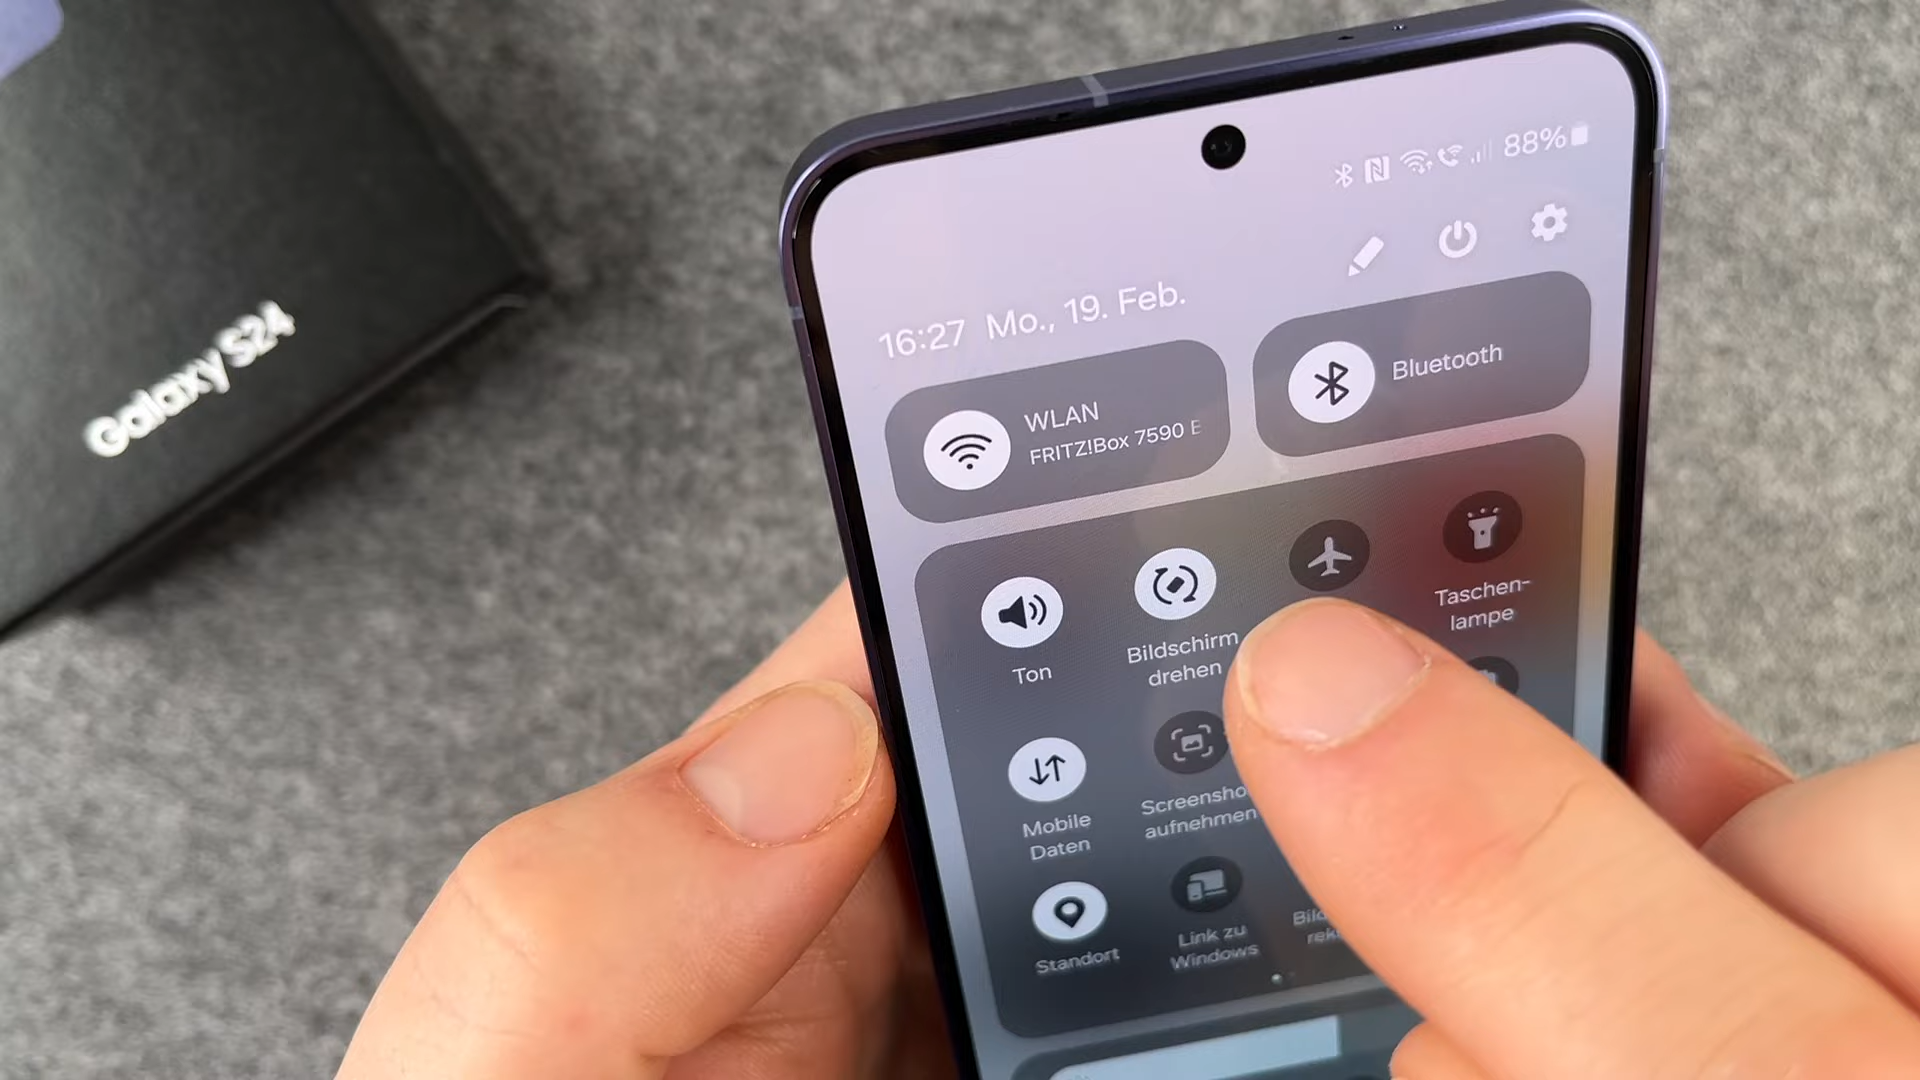 Galaxy S24
88%
16:27 Mo., 19. Feb.
WLAN
FRITZ!Box 7590
Bluetooth
Ton
Bildschirm
drehen
Taschen-
lampe
Mobile
Daten
aufnehmen
Standort
Link zu
Windows